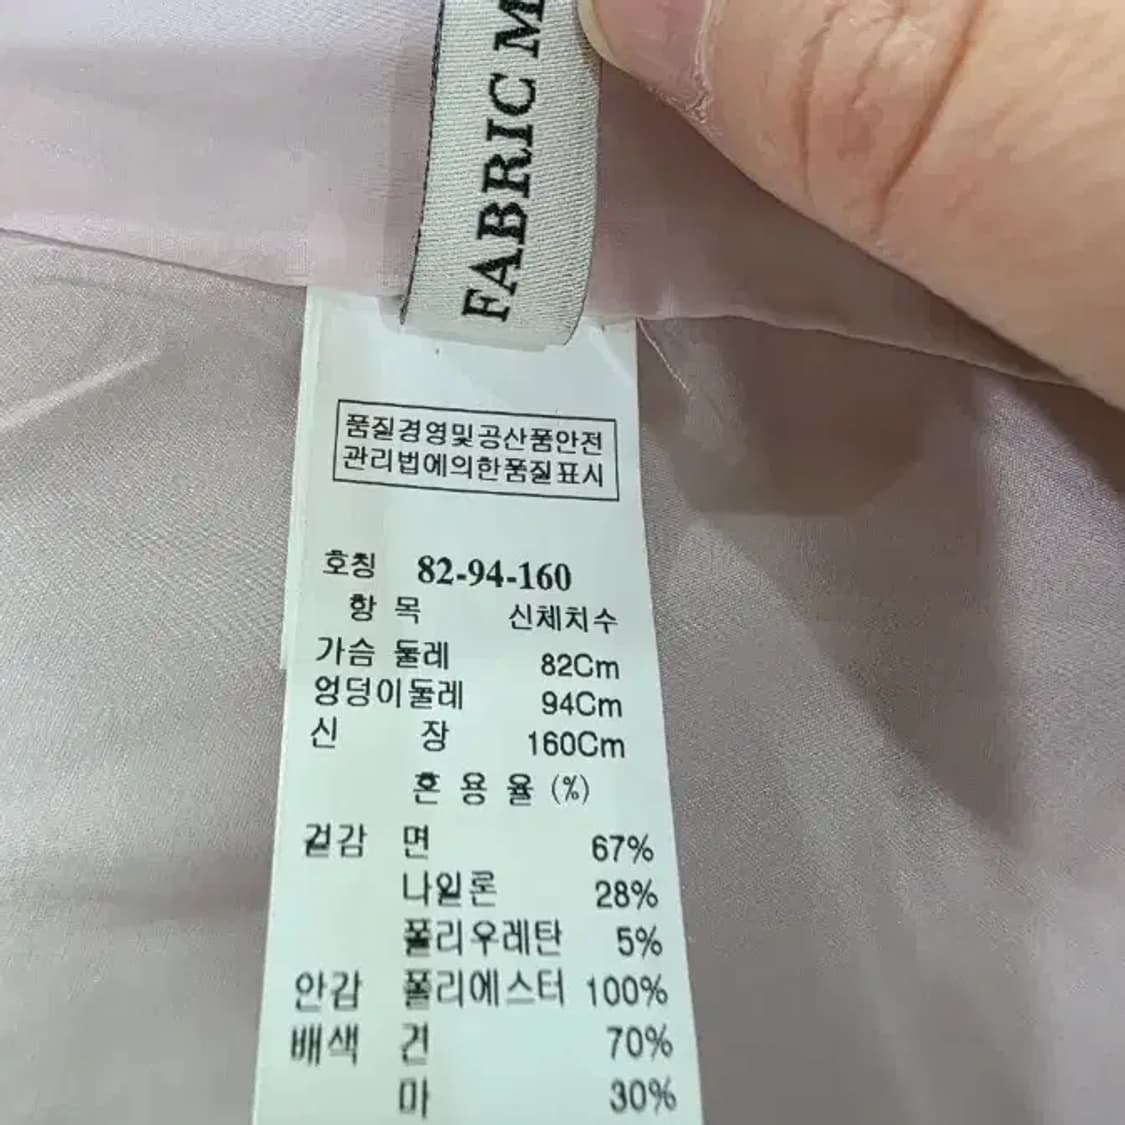 FABRIC M
품질경영및공산품안전
관리법에의한품질표시
호칭 82-94-160
항 목 신체치수
가슴 둘레 82Cm
엉덩이둘레 94Cm
신 장 160Cm
혼 용 율 (%)
겉감 면 67%
나일론 28%
폴리우레탄 5%
안감 폴리에스터 100%
배색 견 70%
마 30%